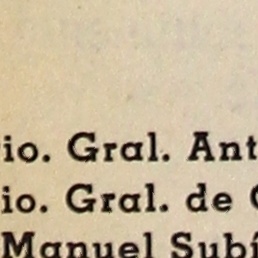 io. Gral. Ant
io. Gral. de
Manuel Subí